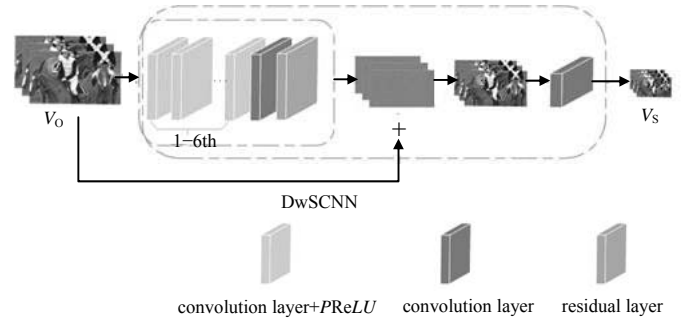 V_O
1−6th
+
V_S
DwSCNN
convolution layer+PReLU
convolution layer
residual layer